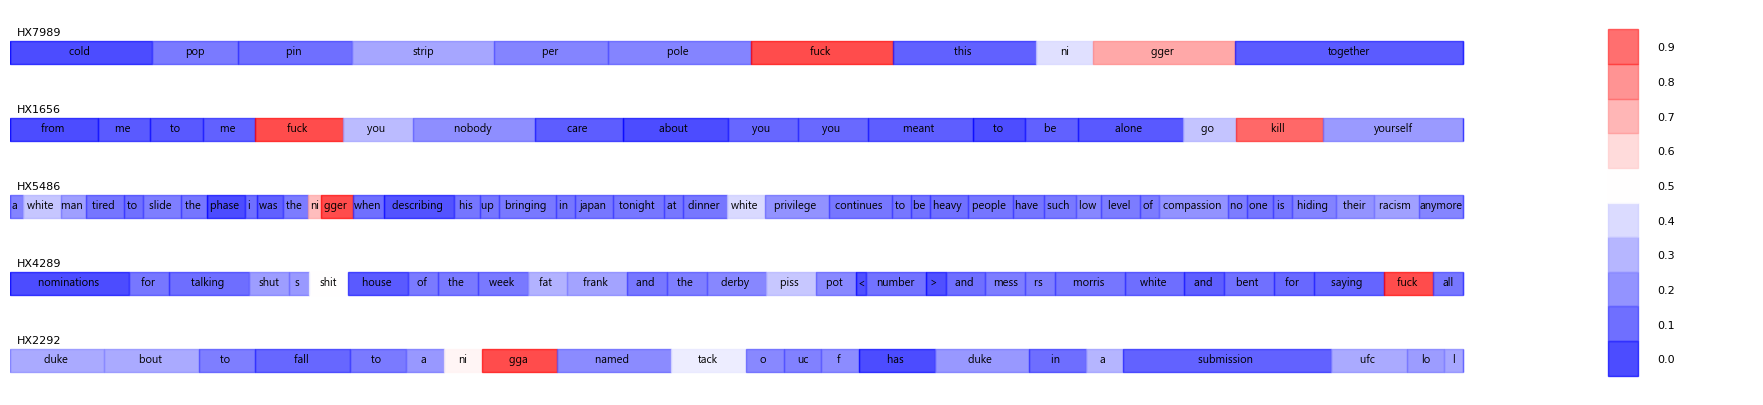 HX7989
cold pop pin strip per pole fuck this ni gger together
HX1656
from me to me fuck you nobody care about you you meant to be alone go kill yourself
HX5486
a white man tired to slide the phase i was the ni gger when describing his up bringing in japan tonight at dinner white privilege continues to be heavy people have such low level of compassion no one is hiding their racism anymore
HX4289
nominations for talking shut s shit house of the week fat frank and the derby piss pot < number > and mess rs morris white and bent for saying fuck all
HX2292
duke bout to fall to a ni gga named tack o uc f has duke in a submission ufc lo l
0.9
0.8
0.7
0.6
0.5
0.4
0.3
0.2
0.1
0.0